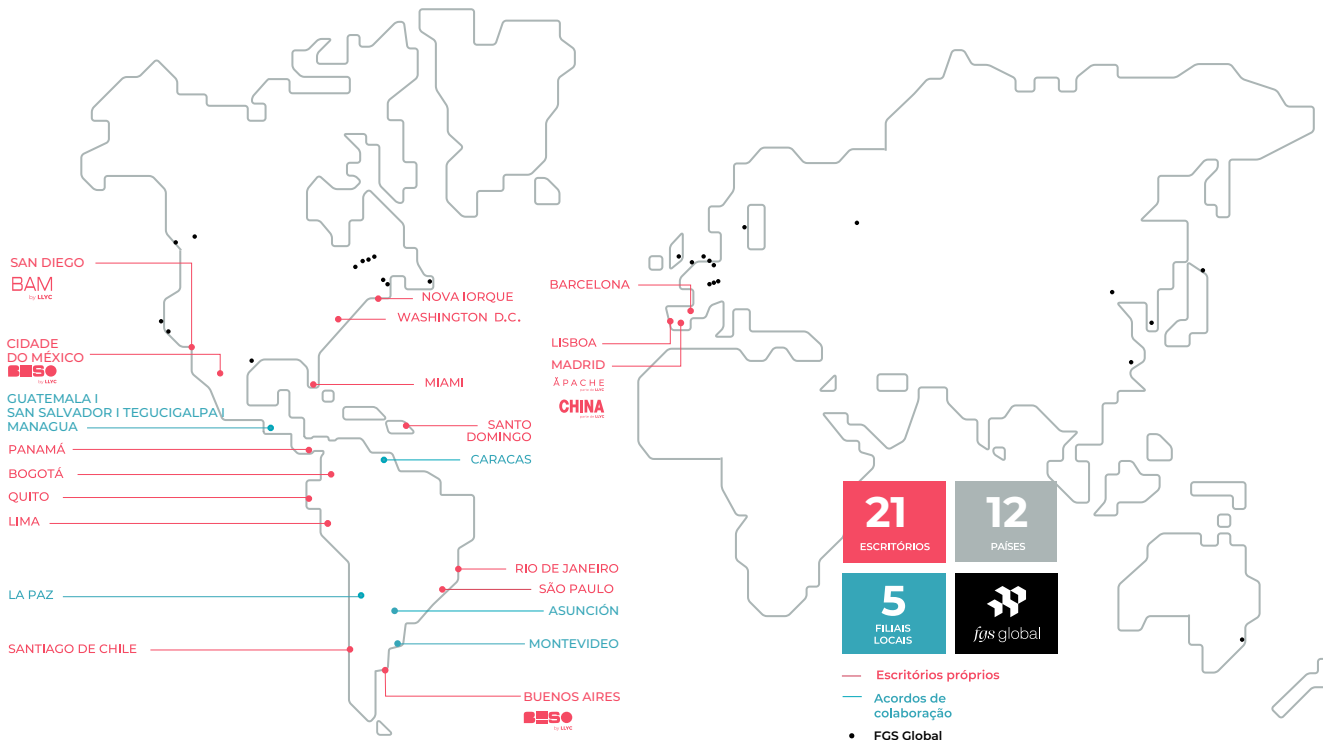 SAN DIEGO
BAM
by LLYC
CIDADE
DO MÉXICO
BESO
by LLYC
GUATEMALA I
SAN SALVADOR I TEGUCIGALPA I
MANAGUA
PANAMÁ
BOGOTÁ
QUITO
LIMA
LA PAZ
SANTIAGO DE CHILE
NOVA IORQUE
WASHINGTON D.C.
MIAMI
SANTO
DOMINGO
CARACAS
RIO DE JANEIRO
SÃO PAULO
ASUNCIÓN
MONTEVIDEO
BUENOS AIRES
BESO
by LLYC
BARCELONA
LISBOA
MADRID
ÄPACHE
CHINA
21
ESCRITÓRIOS
12
PAÍSES
5
FILIAIS
LOCAIS
fgs global
Escritórios próprios
Acordos de
colaboração
FGS Global